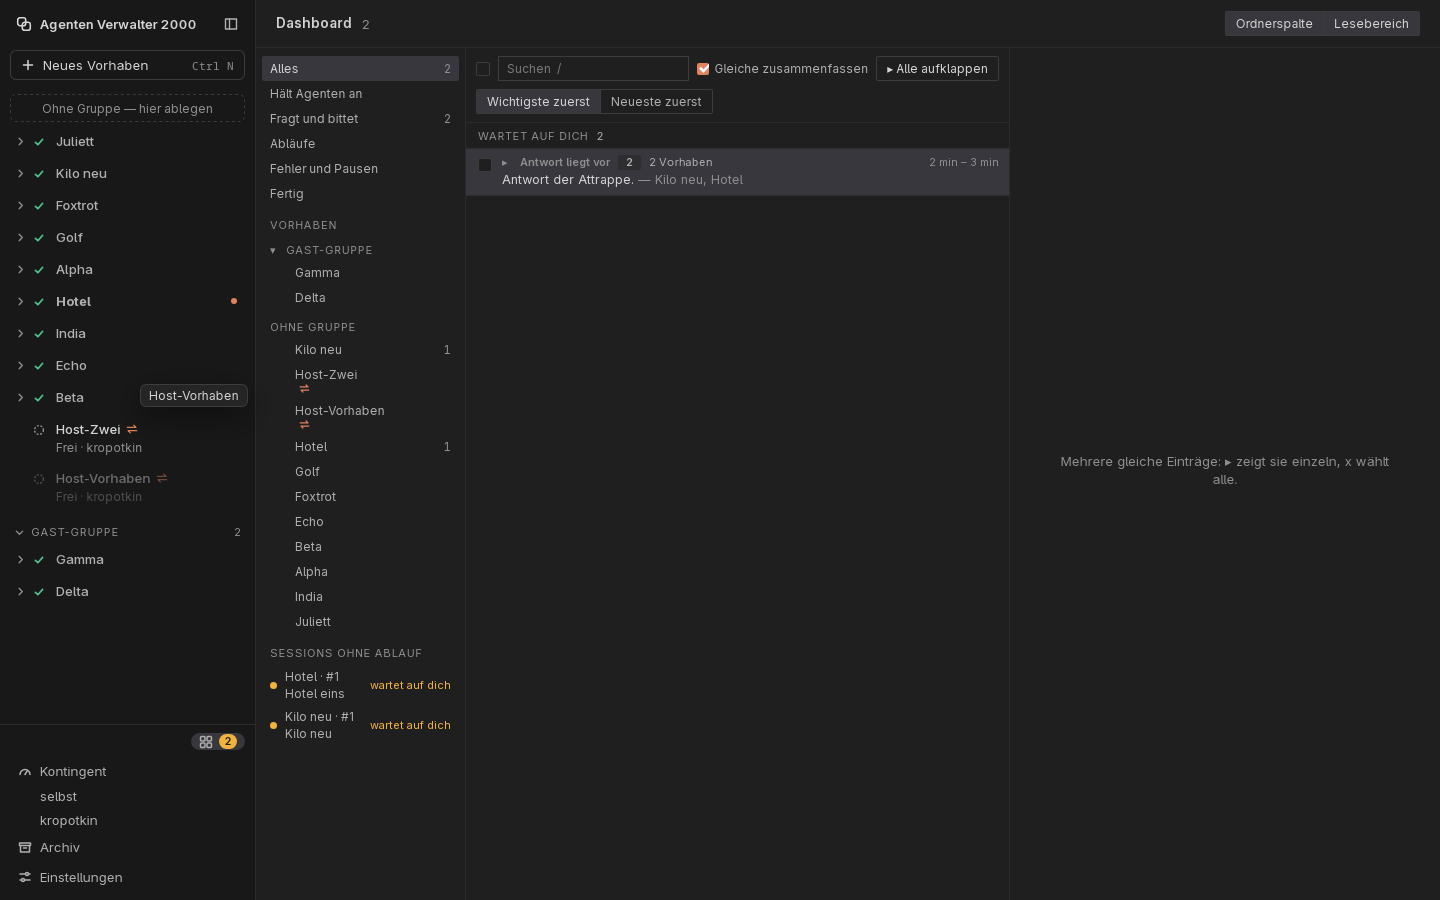 Agenten Verwalter 2000
Neues Vorhaben Ctrl N
Ohne Gruppe — hier ablegen
Juliett
Kilo neu
Foxtrot
Golf
Alpha
Hotel
India
Echo
Beta
Host-Vorhaben
Host-Zwei ⇌
Frei · kropotkin
Host-Vorhaben ⇌
Frei · kropotkin
GAST-GRUPPE 2
Gamma
Delta
2
Kontingent
selbst
kropotkin
Archiv
Einstellungen
Dashboard 2
Ordnerspalte Lesebereich
Alles 2
Hält Agenten an
Fragt und bittet 2
Abläufe
Fehler und Pausen
Fertig
VORHABEN
▾ GAST-GRUPPE
Gamma
Delta
OHNE GRUPPE
Kilo neu 1
Host-Zwei
⇌
Host-Vorhaben
⇌
Hotel 1
Golf
Foxtrot
Echo
Beta
Alpha
India
Juliett
SESSIONS OHNE ABLAUF
Hotel · #1
Hotel eins
wartet auf dich
Kilo neu · #1
Kilo neu
wartet auf dich
Suchen /
Gleiche zusammenfassen
▸ Alle aufklappen
Wichtigste zuerst Neueste zuerst
WARTET AUF DICH 2
▸ Antwort liegt vor 2 2 Vorhaben 2 min – 3 min
Antwort der Attrappe. — Kilo neu, Hotel
Mehrere gleiche Einträge: ▸ zeigt sie einzeln, x wählt
alle.